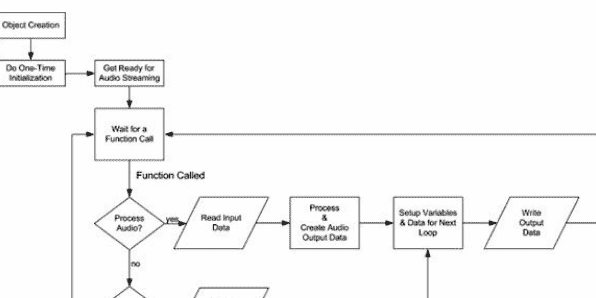 Object Creation
Do One-Time
Initialization
Get Ready for
Audio Streaming
Wait for a
Function Call
Function Called
Process
Audio?
yes
Read Input
Data
Process
&
Create Audio
Output Data
Setup Variables
& Data for Next
Loop
Write
Output
Data
no